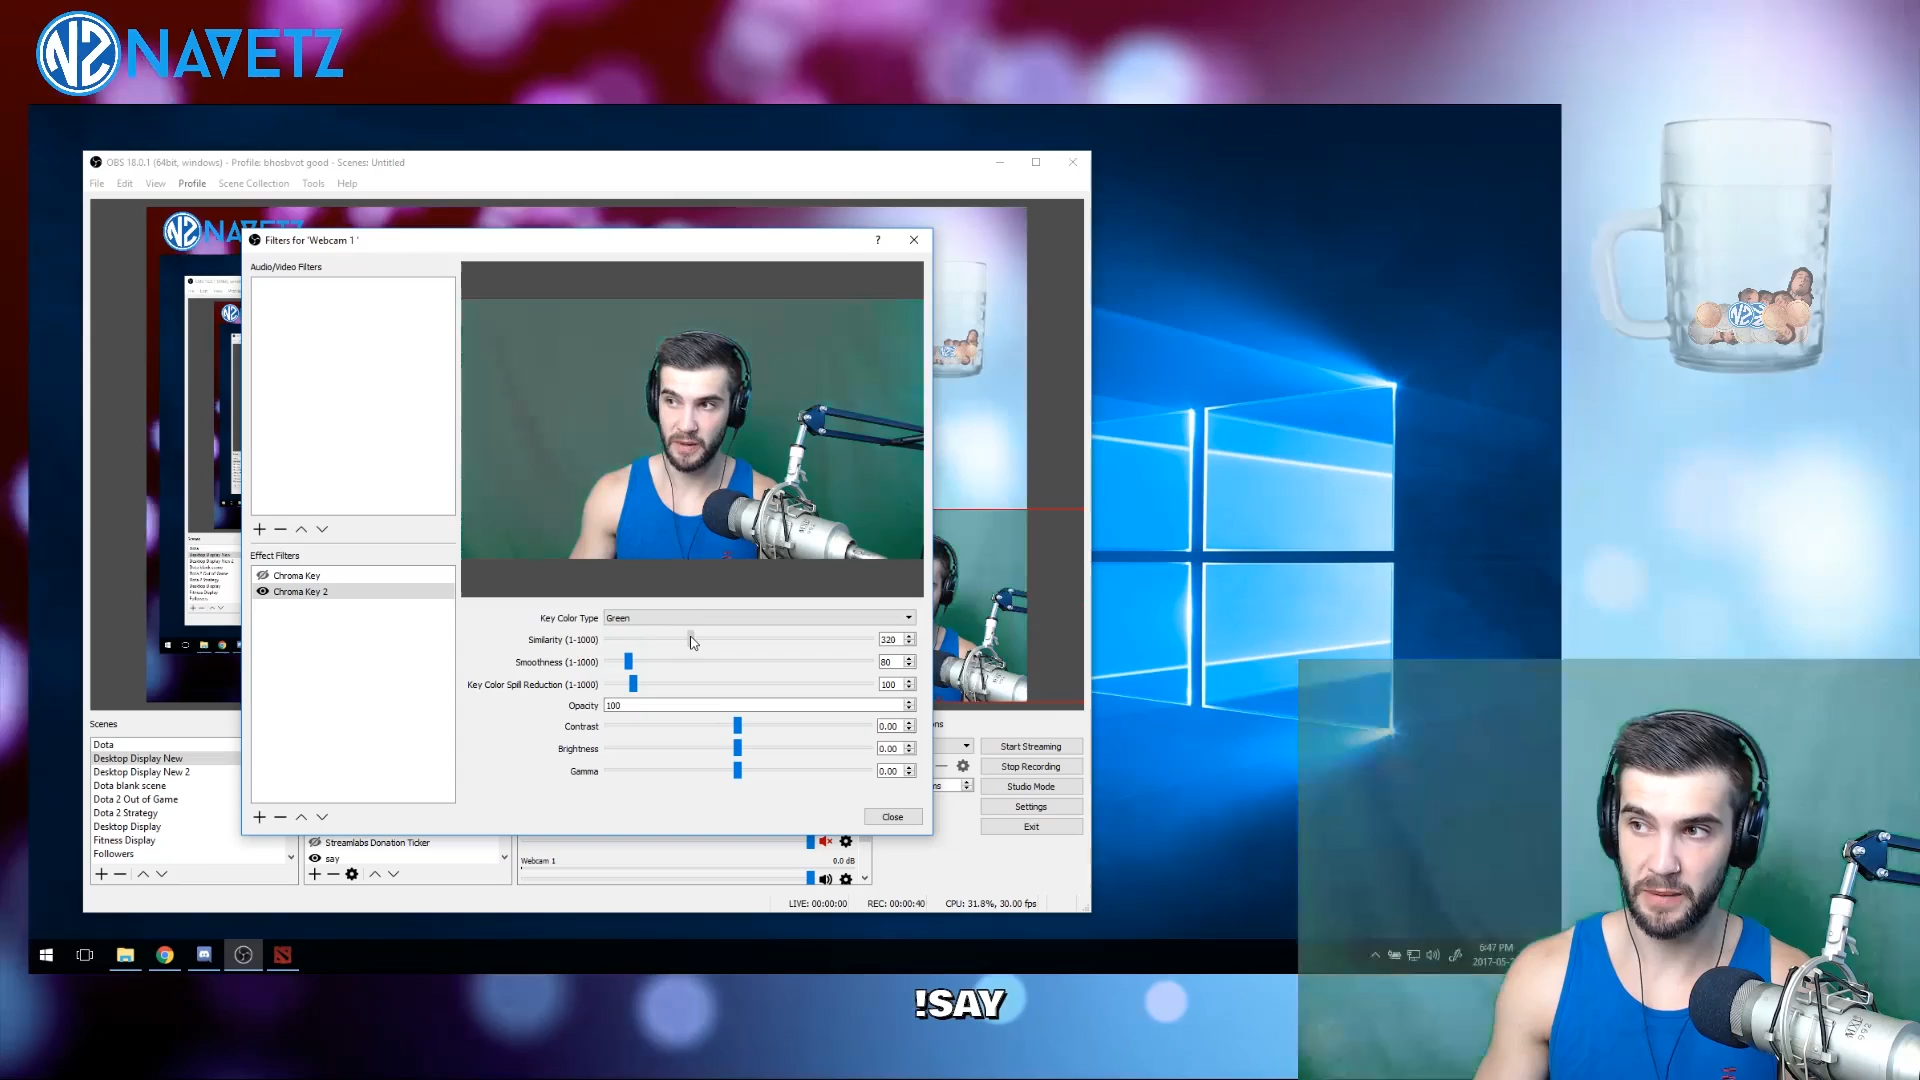 NAVETZ
OBS 18.0.1 (64bit, windows) - Profile: bhosbvot good - Scenes: Untitled
File Edit View Profile Scene Collection Tools Help
Filters for 'Webcam 1 '
Audio/Video Filters
Effect Filters
Chroma Key
Chroma Key 2
Key Color Type Green
Similarity (1-1000) 320
Smoothness (1-1000) 80
Key Color Spill Reduction (1-1000) 100
Opacity 100
Contrast 0.00
Brightness 0.00
Gamma 0.00
Close
Scenes
Dota
Desktop Display New
Desktop Display New 2
Dota blank scene
Dota 2 Out of Game
Dota 2 Strategy
Desktop Display
Fitness Display
Followers
Streamlabs Donation Ticker
say
Webcam 1 0.0 dB
ns
ms
Start Streaming
Stop Recording
Studio Mode
Settings
Exit
LIVE: 00:00:00 REC: 00:00:40 CPU: 31.8%, 30.00 fps
6:47 PM
2017-05-
!SAY
MXL
992